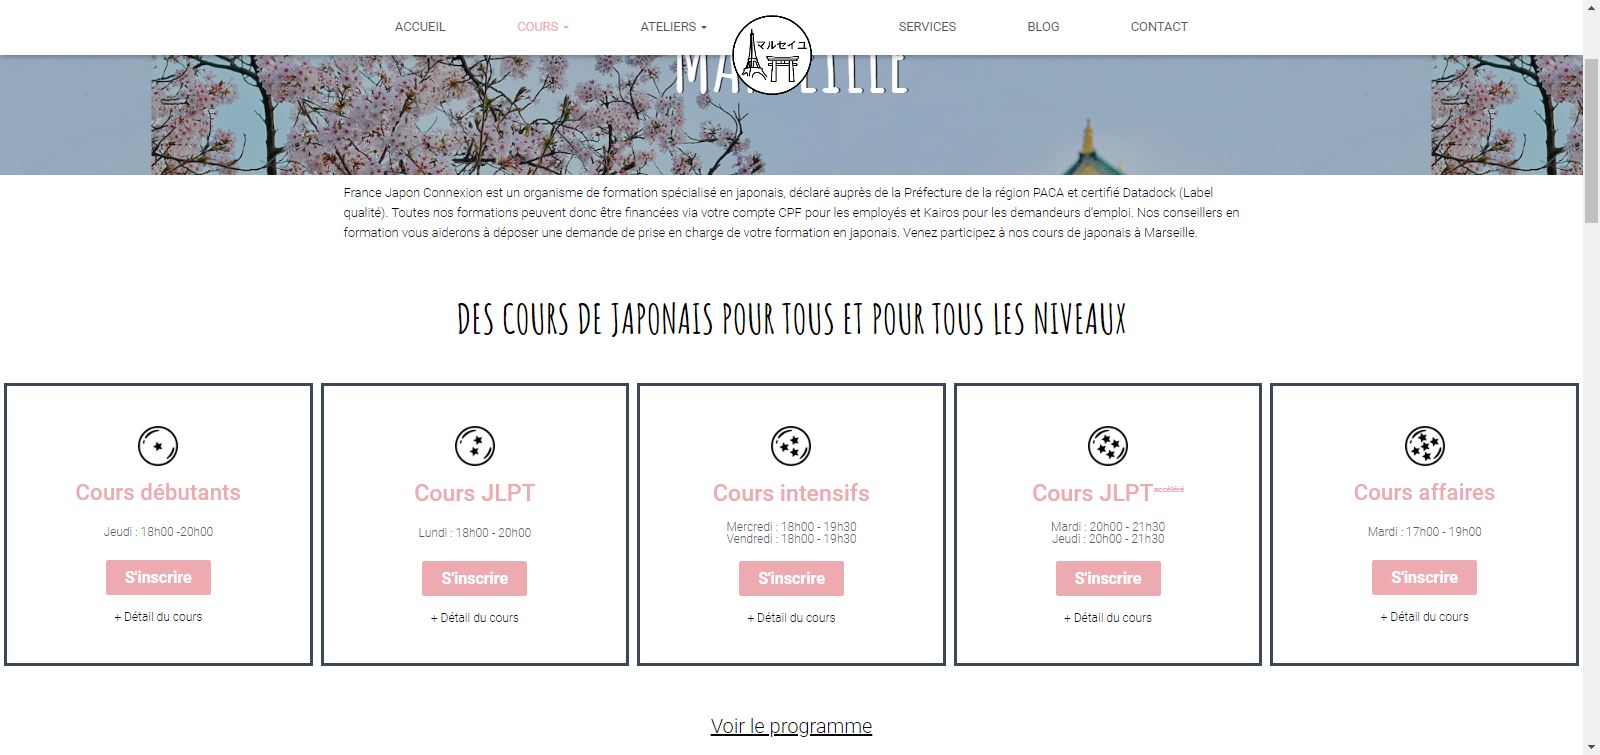 ACCUEIL
COURS
ATELIERS
マルセイユ
SERVICES
BLOG
CONTACT
MARSEILLE
France Japon Connexion est un organisme de formation spécialisé en japonais, déclaré auprès de la Préfecture de la région PACA et certifié Datadock (Label
qualité). Toutes nos formations peuvent donc être financées via votre compte CPF pour les employés et Kairos pour les demandeurs d'emploi. Nos conseillers en
formation vous aiderons à déposer une demande de prise en charge de votre formation en japonais. Venez participez à nos cours de japonais à Marseille.
DES COURS DE JAPONAIS POUR TOUS ET POUR TOUS LES NIVEAUX
Cours débutants
Jeudi : 18h00 -20h00
S'inscrire
+ Détail du cours
Cours JLPT
Lundi : 18h00 - 20h00
S'inscrire
+ Détail du cours
Cours intensifs
Mercredi : 18h00 - 19h30
Vendredi : 18h00 - 19h30
S'inscrire
+ Détail du cours
Cours JLPT accéléré
Mardi : 20h00 - 21h30
Jeudi : 20h00 - 21h30
S'inscrire
+ Détail du cours
Cours affaires
Mardi : 17h00 - 19h00
S'inscrire
+ Détail du cours
Voir le programme